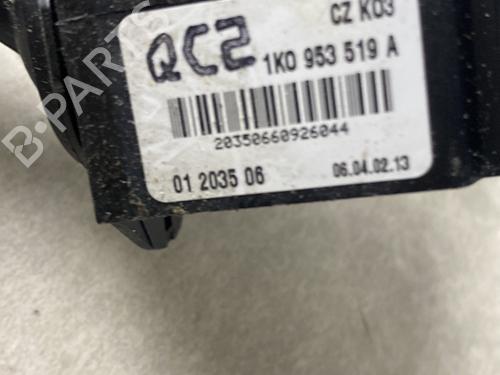 CZ K03
QC2
1K0 953 519 A
20350660926044
01 2035 06
06.04.02.13
B-PARTS